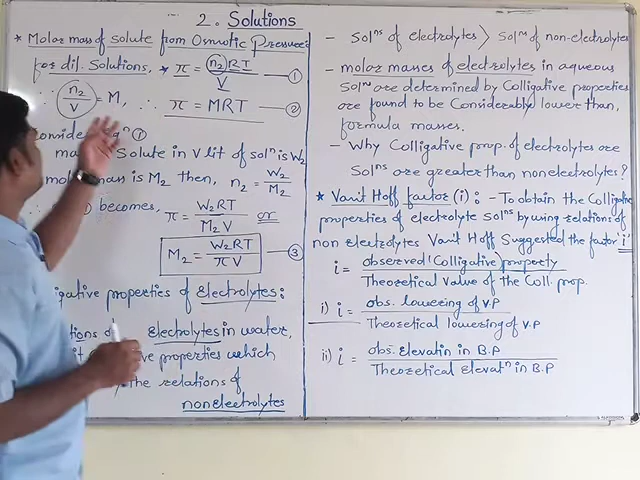 2. Solutions
* Molar mass of solute from Osmotic Pressure:
For dil. Solutions, * π = n₂RT / V — ①
∵ n₂ / V = M, ∴ π = MRT — ②
Consider eqⁿ ①
mass solute in V lit of solⁿ is W₂
molar mass is M₂ then, n₂ = W₂ / M₂
① becomes, π = W₂RT / M₂V or
M₂ = W₂RT / πV — ③
properties of Electrolytes:
Electrolytes in water,
properties which
the relations of
nonelectrolytes
- Solⁿˢ of electrolytes > Solⁿˢ of non-electrolytes
- molar masses of electrolytes in aqueous
Solⁿˢ are determined by Colligative properties
are found to be Considerably lower than,
formula masses.
- Why Colligative prop. of electrolytes are
Solⁿˢ are greater than nonelectrolytes?
* Van't Hoff factor (i) : - To obtain the Colligative
properties of electrolyte Solⁿˢ by using relations of
non electrolytes Van't Hoff Suggested the factor 'i'
i = observed (Colligative) property / Theoretical value of the Coll. prop.
i) i = obs. lowering of V.P / Theoretical lowering of V.P
ii) i = obs. Elevatin in B.P / Theoretical elevatⁿ in B.P